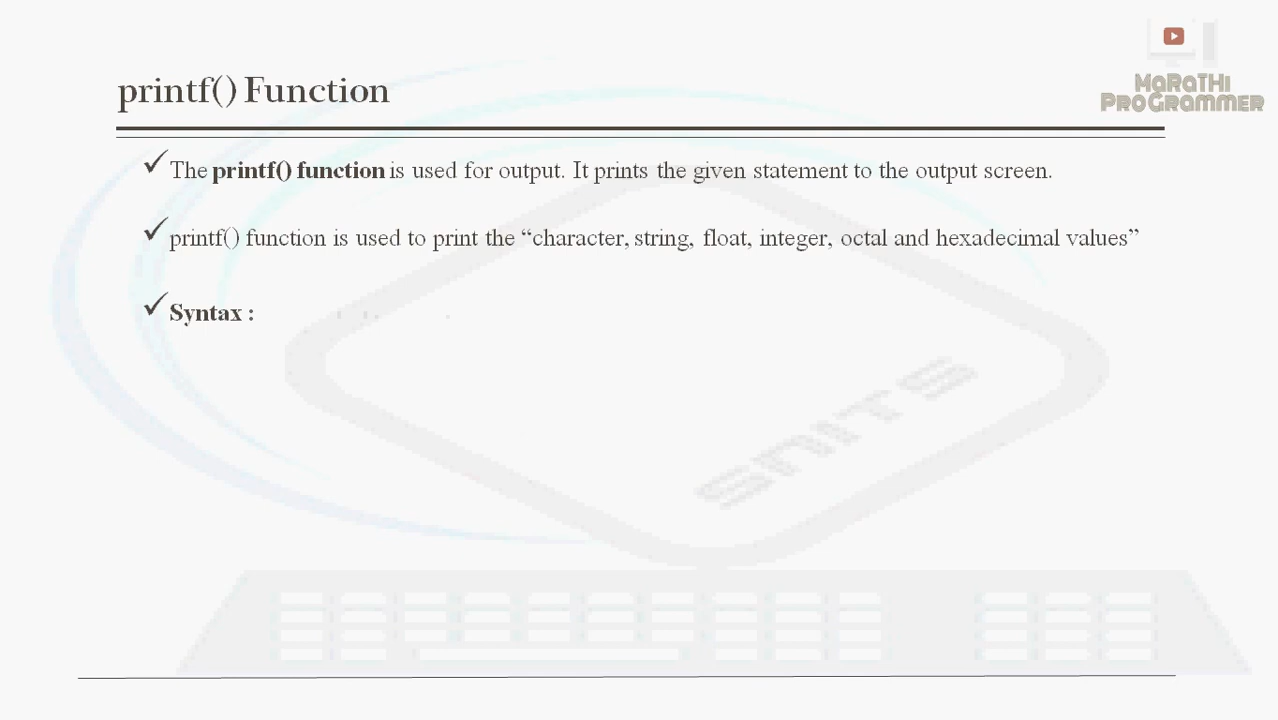 MaRaTHi
PRoGRammER
printf() Function
The printf() function is used for output. It prints the given statement to the output screen.
printf() function is used to print the “character, string, float, integer, octal and hexadecimal values”
Syntax :
SNITS